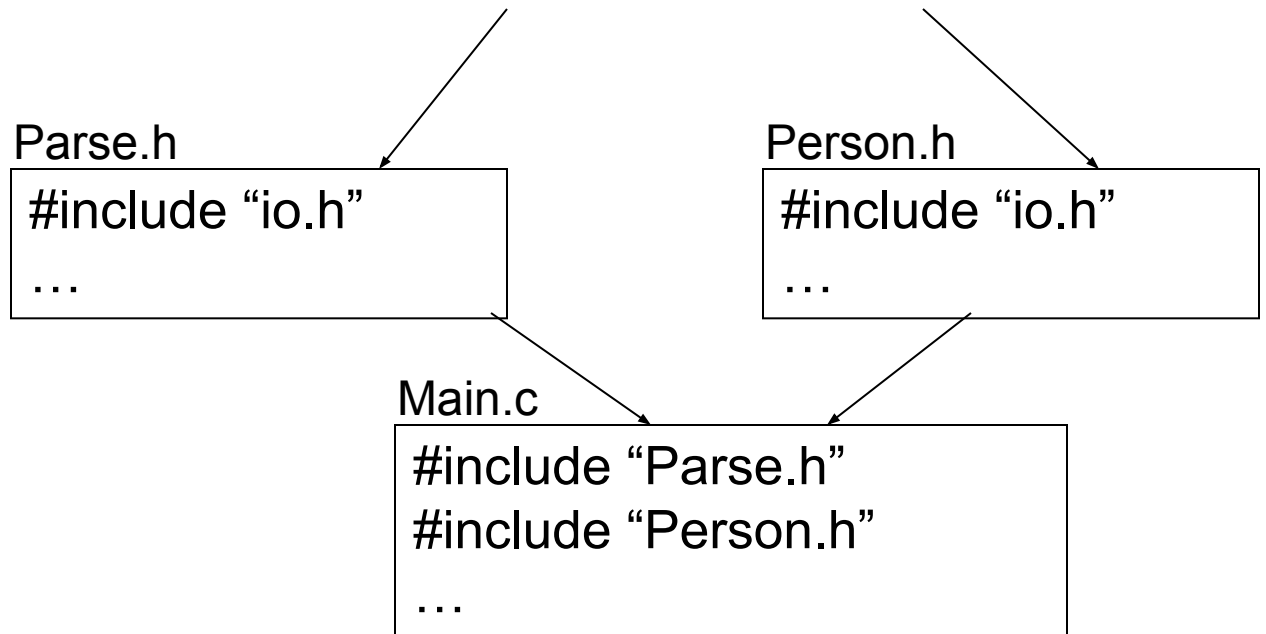 Parse.h
#include “io.h”
…
Person.h
#include “io.h”
…
Main.c
#include “Parse.h”
#include “Person.h”
…